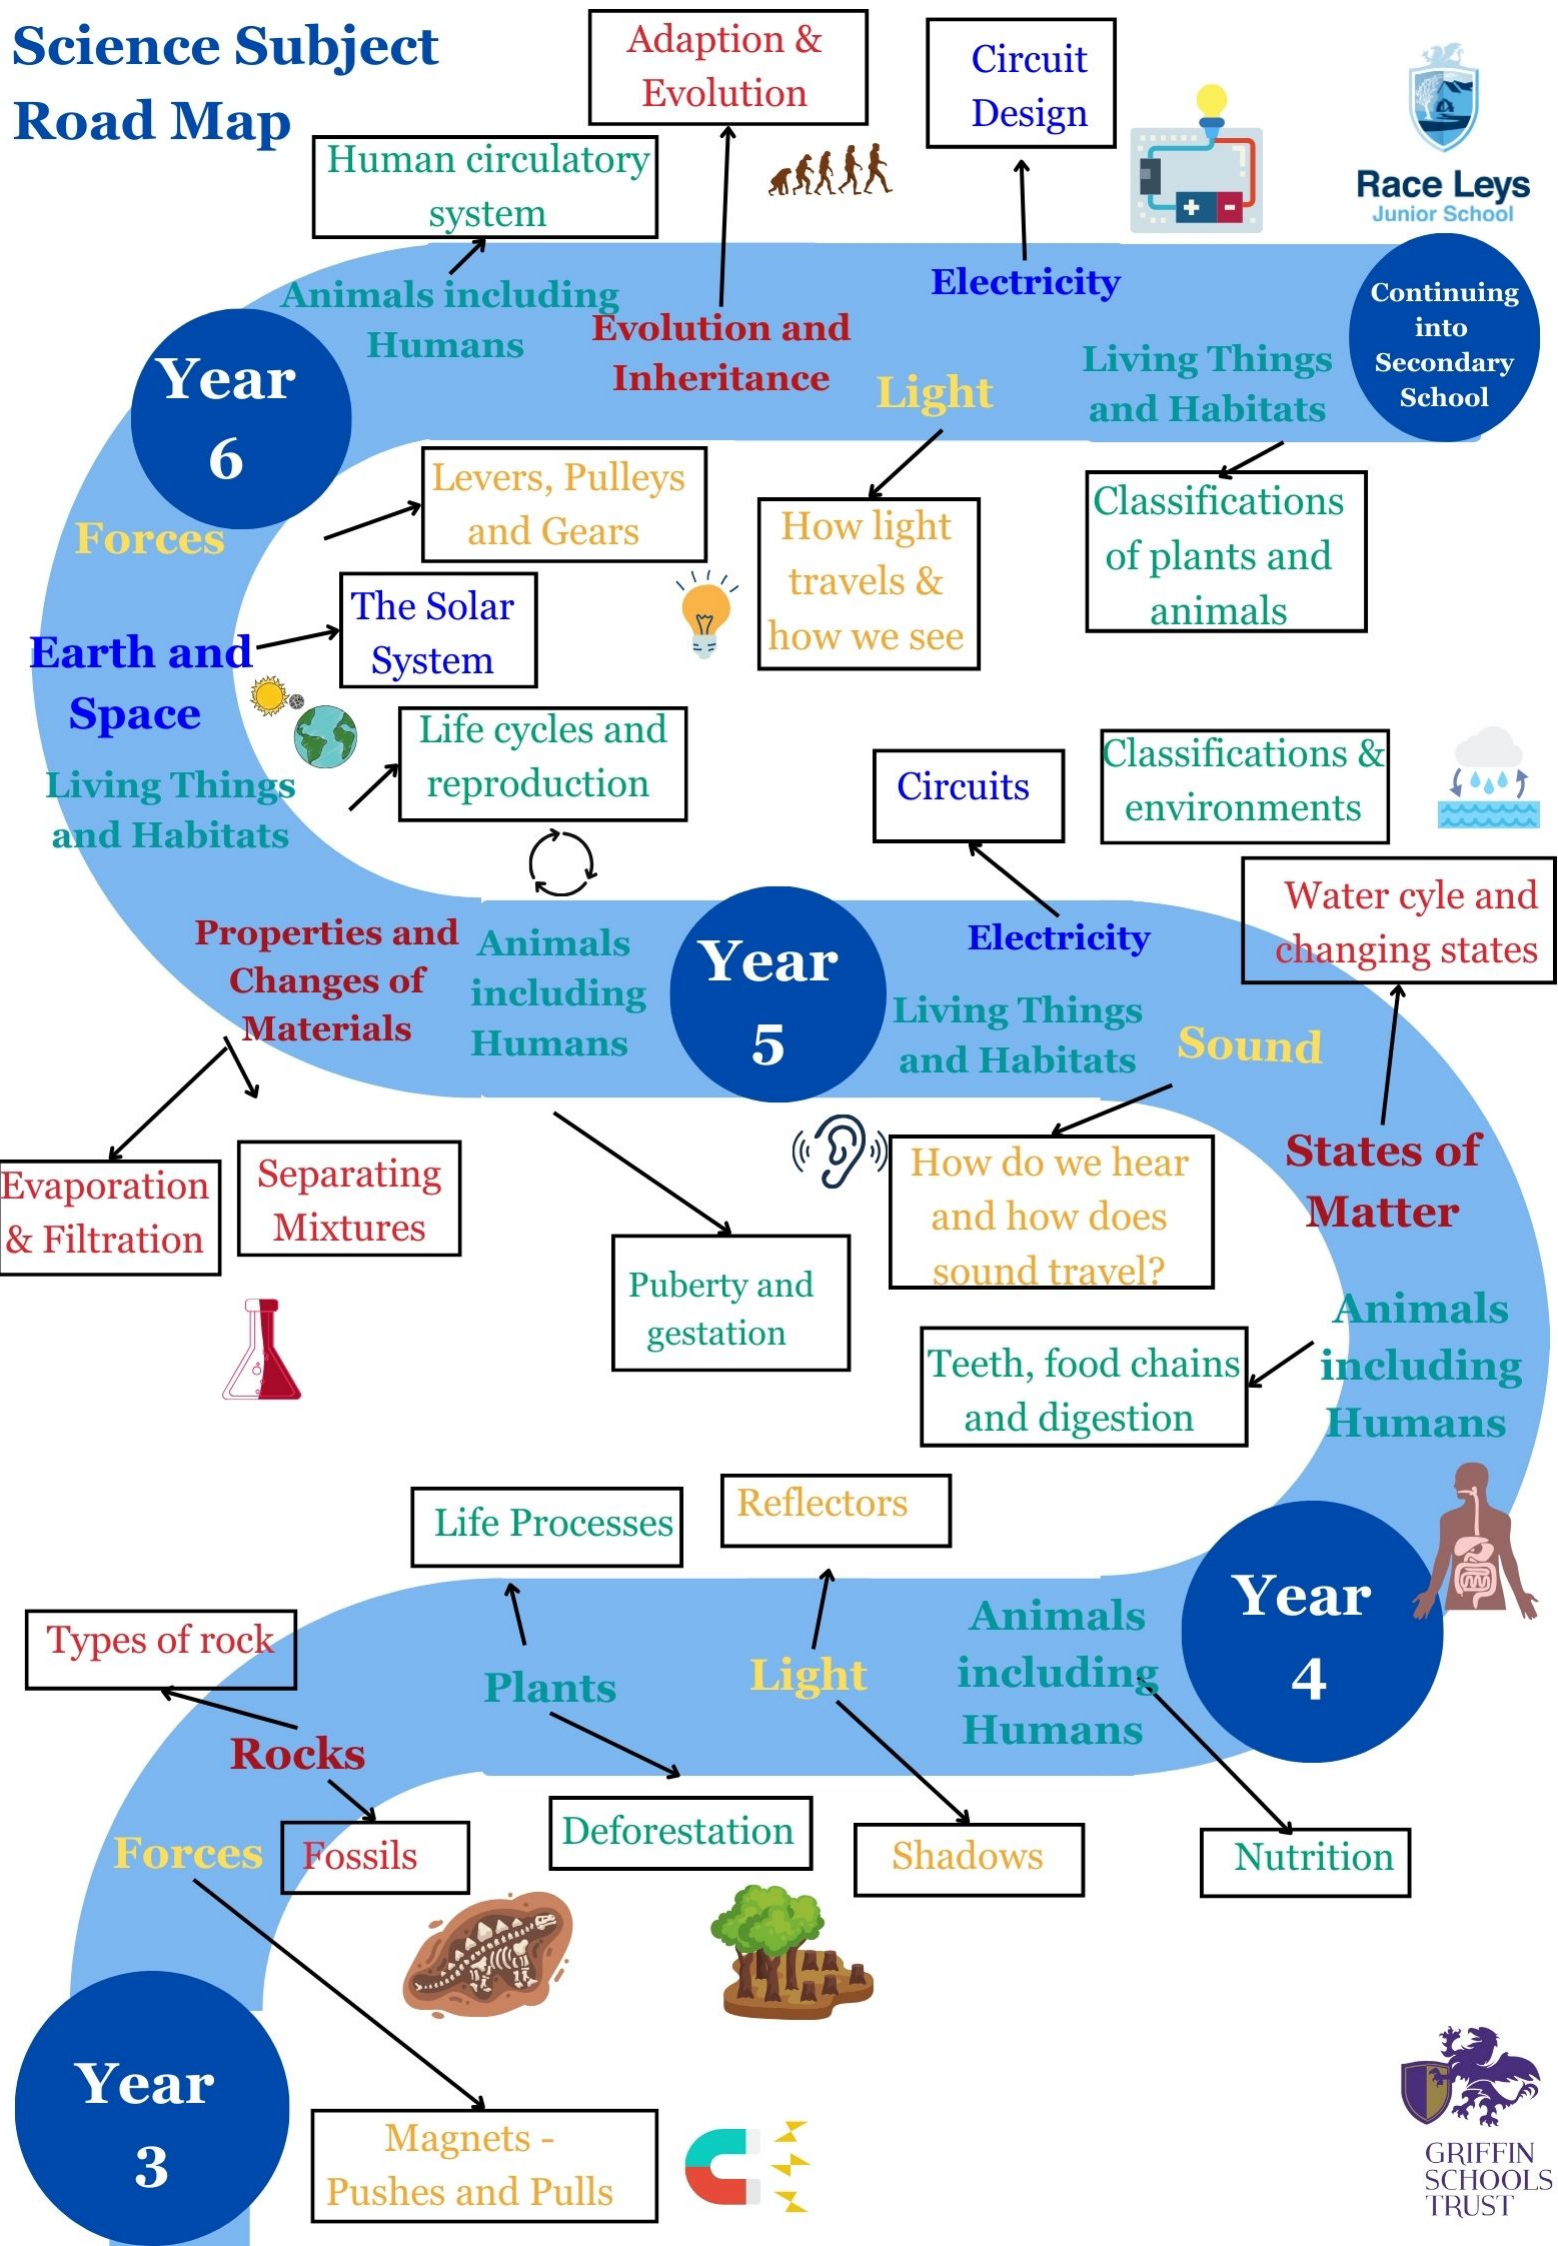 Science Subject
Road Map
Adaption &
Evolution
Circuit
Design
Race Leys
Junior School
Human circulatory
system
Animals including
Humans
Evolution and
Inheritance
Light
Electricity
Living Things
and Habitats
Continuing
into
Secondary
School
Year
6
Forces
Levers, Pulleys
and Gears
How light
travels &
how we see
Classifications
of plants and
animals
Earth and
Space
The Solar
System
Living Things
and Habitats
Life cycles and
reproduction
Circuits
Classifications &
environments
Water cyle and
changing states
Properties and
Changes of
Materials
Animals
including
Humans
Year
5
Electricity
Living Things
and Habitats
Sound
States of
Matter
Evaporation
& Filtration
Separating
Mixtures
Puberty and
gestation
How do we hear
and how does
sound travel?
Animals
including
Humans
Teeth, food chains
and digestion
Life Processes
Reflectors
Year
4
Types of rock
Rocks
Plants
Light
Animals
including
Humans
Forces
Fossils
Deforestation
Shadows
Nutrition
Year
3
Magnets -
Pushes and Pulls
+
-
GRIFFIN
SCHOOLS
TRUST